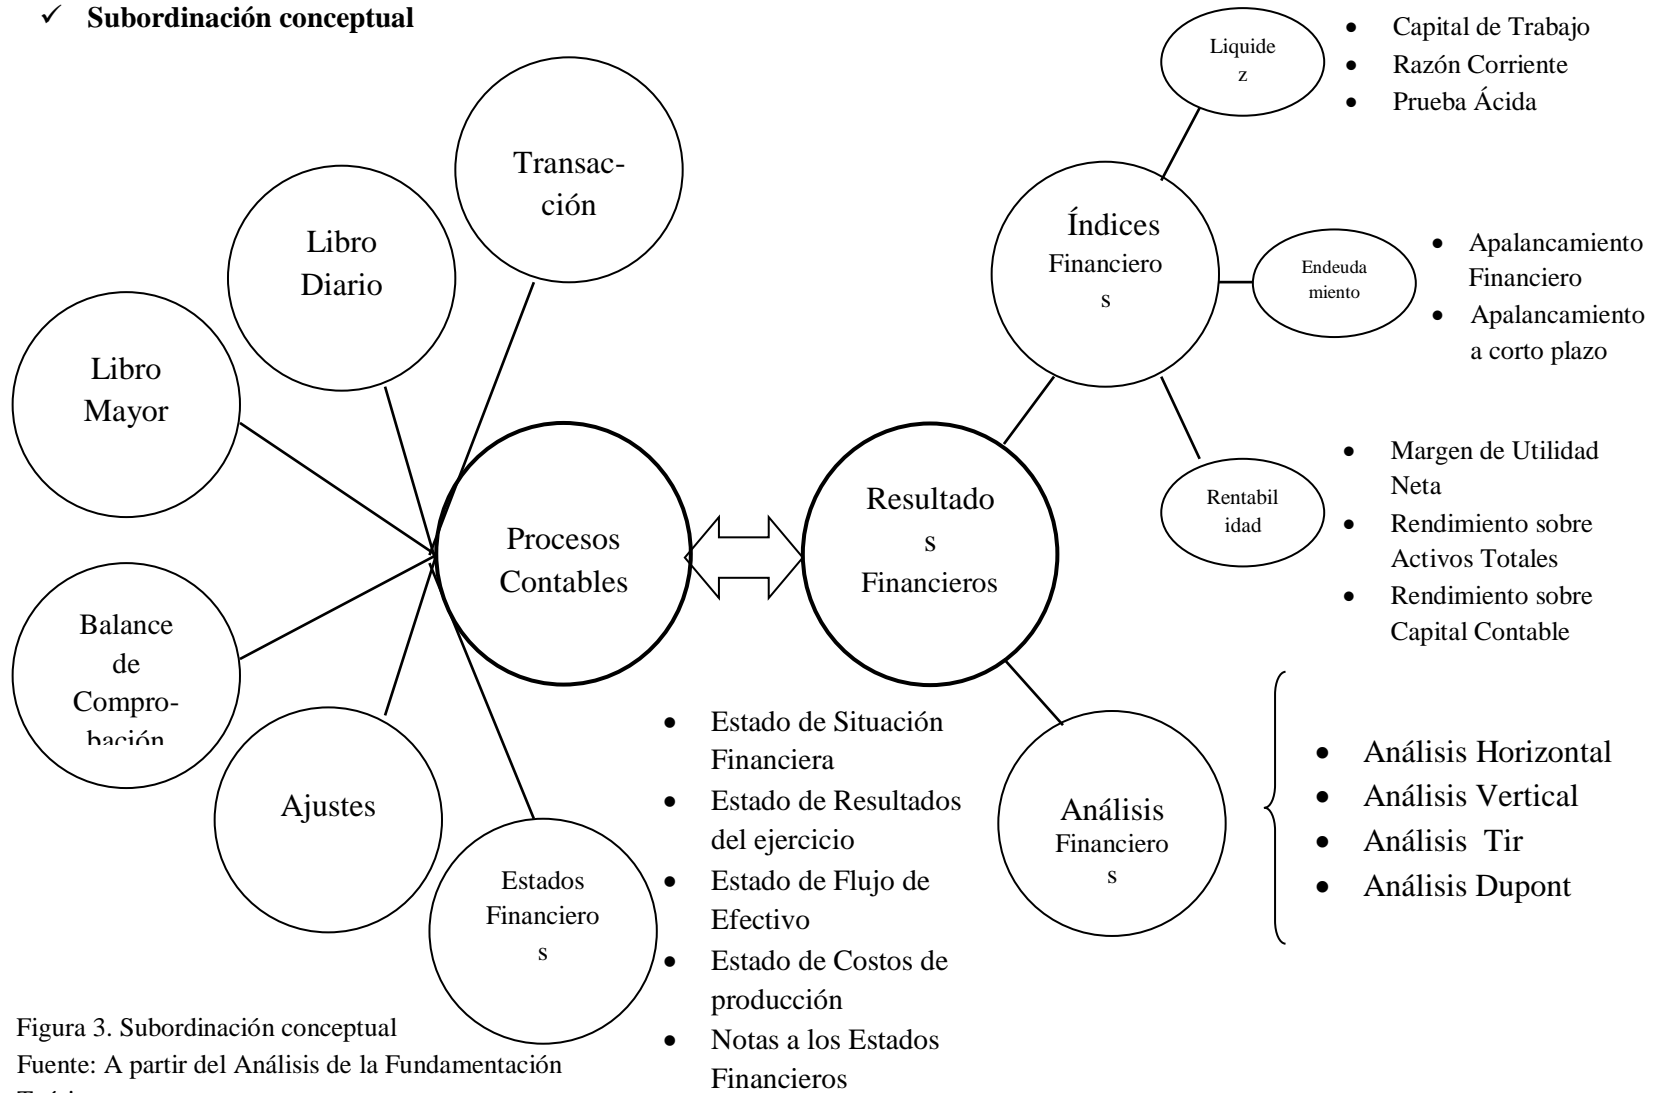 ✓ Subordinación conceptual
Transac-
ción
Libro
Diario
Libro
Mayor
Balance
de
Compro-
bación
Ajustes
Estados
Financiero
s
Procesos
Contables
• Estado de Situación
Financiera
• Estado de Resultados
del ejercicio
• Estado de Flujo de
Efectivo
• Estado de Costos de
producción
• Notas a los Estados
Financieros
Resultado
s
Financieros
Índices
Financiero
s
Liquide
z
• Capital de Trabajo
• Razón Corriente
• Prueba Ácida
Endeuda
miento
• Apalancamiento
Financiero
• Apalancamiento
a corto plazo
Rentabil
idad
• Margen de Utilidad
Neta
• Rendimiento sobre
Activos Totales
• Rendimiento sobre
Capital Contable
Análisis
Financiero
s
• Análisis Horizontal
• Análisis Vertical
• Análisis Tir
• Análisis Dupont
Figura 3. Subordinación conceptual
Fuente: A partir del Análisis de la Fundamentación